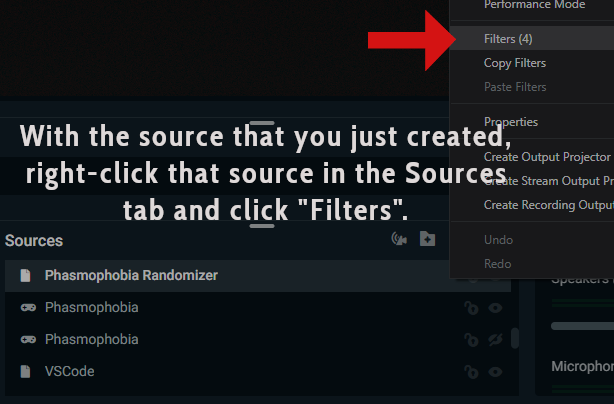 Performance Mode
Filters (4)
Copy Filters
Paste Filters
Properties
With the source that you just created,
right-click that source in the Sources
tab and click "Filters".
Create Output Projector
Create Stream Output Pr
Create Recording Output
Undo
Redo
Sources
Phasmophobia Randomizer
Phasmophobia
Phasmophobia
VSCode
Speakers
Microphon